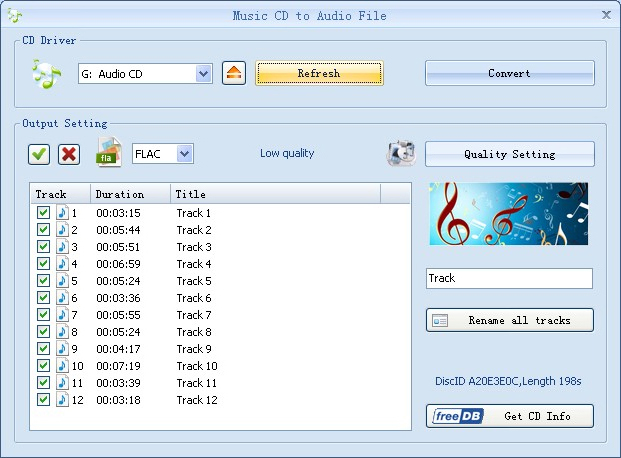 Music CD to Audio File
CD Driver
G: Audio CD
Refresh
Convert
Output Setting
fla
FLAC
Low quality
Quality Setting
Track Duration Title
1 00:03:15 Track 1
2 00:05:44 Track 2
3 00:05:51 Track 3
4 00:06:59 Track 4
5 00:05:24 Track 5
6 00:03:36 Track 6
7 00:05:55 Track 7
8 00:05:24 Track 8
9 00:04:17 Track 9
10 00:07:19 Track 10
11 00:03:39 Track 11
12 00:03:18 Track 12
Track
Rename all tracks
DiscID A20E3E0C,Length 198s
freeDB Get CD Info